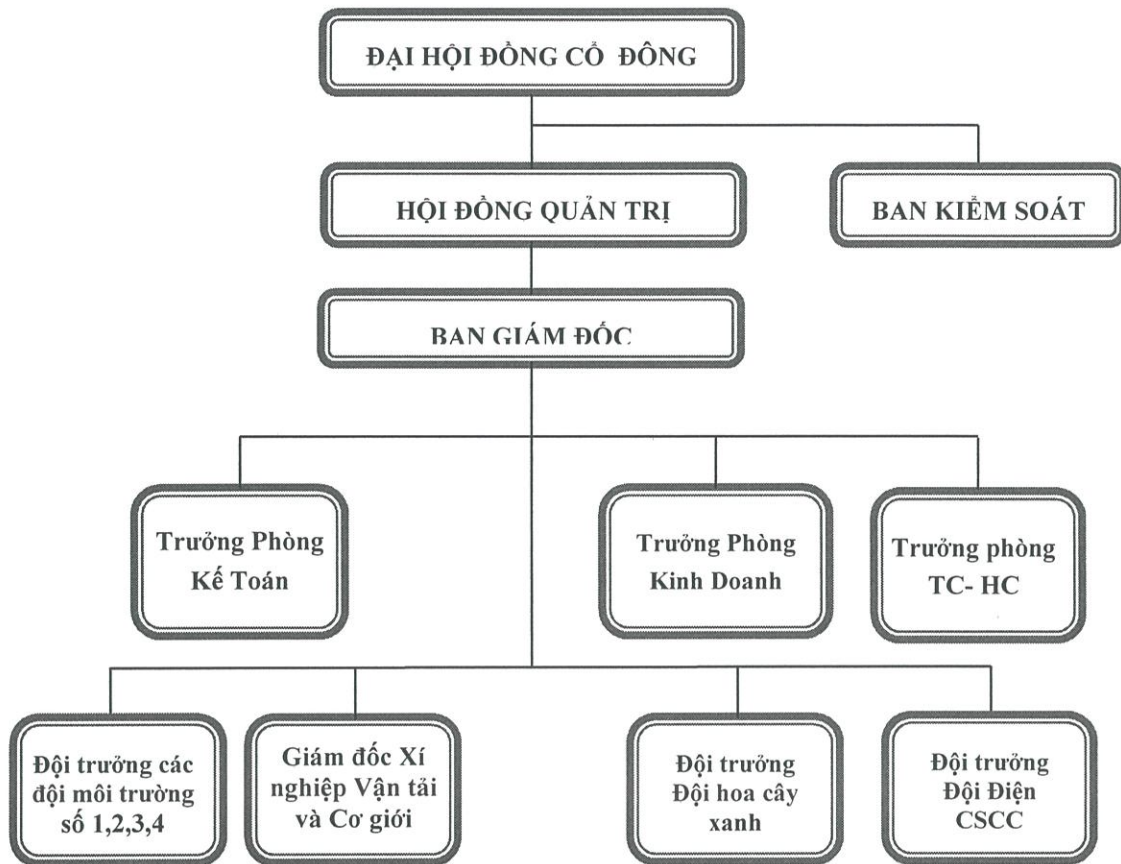 ĐẠI HỘI ĐỒNG CỔ ĐÔNG
HỘI ĐỒNG QUẢN TRỊ
BAN KIỂM SOÁT
BAN GIÁM ĐỐC
Trưởng Phòng
Kế Toán
Trưởng Phòng
Kinh Doanh
Trưởng phòng
TC- HC
Đội trưởng các
đội môi trường
số 1,2,3,4
Giám đốc Xí
nghiệp Vận tải
và Cơ giới
Đội trưởng
Đội hoa cây
xanh
Đội trưởng
Đội Điện
CSCC